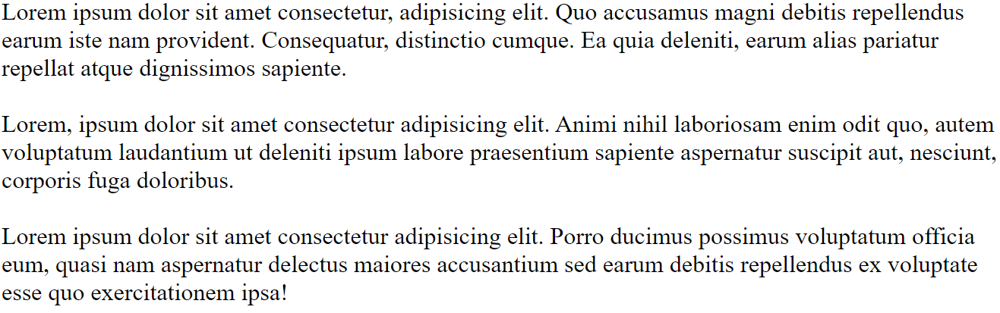 Lorem ipsum dolor sit amet consectetur, adipisicing elit. Quo accusamus magni debitis repellendus
earum iste nam provident. Consequatur, distinctio cumque. Ea quia deleniti, earum alias pariatur
repellat atque dignissimos sapiente.
Lorem, ipsum dolor sit amet consectetur adipisicing elit. Animi nihil laboriosam enim odit quo, autem
voluptatum laudantium ut deleniti ipsum labore praesentium sapiente aspernatur suscipit aut, nesciunt,
corporis fuga doloribus.
Lorem ipsum dolor sit amet consectetur adipisicing elit. Porro ducimus possimus voluptatum officia
eum, quasi nam aspernatur delectus maiores accusantium sed earum debitis repellendus ex voluptate
esse quo exercitationem ipsa!